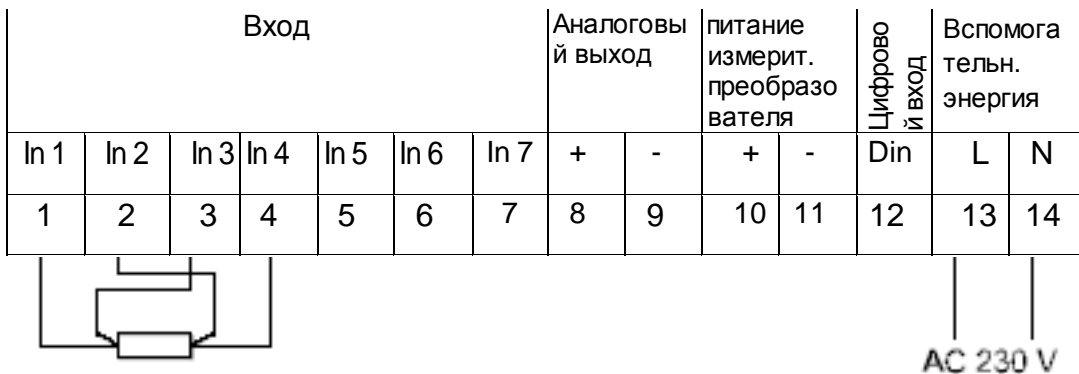 Вход
Аналоговы
й выход
питание
измерит.
преобразо
вателя
Цифрово
й вход
Вспомога
тельн.
энергия
In 1 In 2 In 3 In 4 In 5 In 6 In 7 + - + - Din L N
1 2 3 4 5 6 7 8 9 10 11 12 13 14
AC 230 V